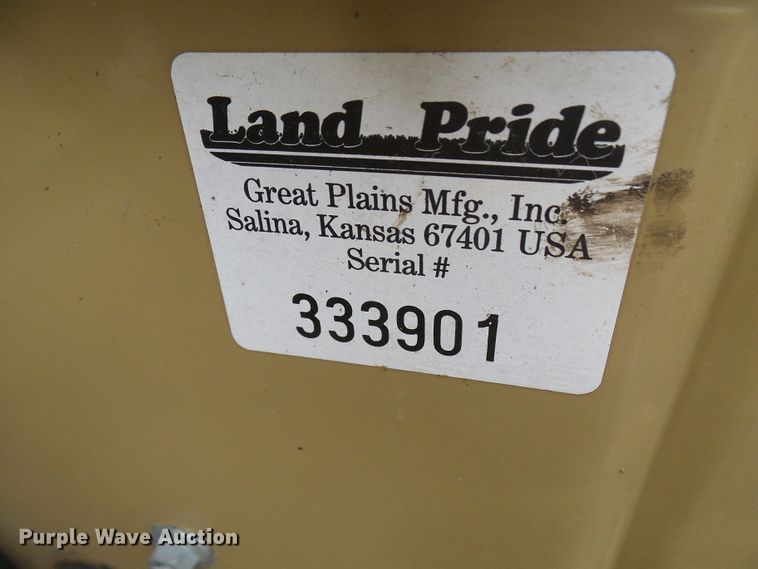 Land Pride
Great Plains Mfg., Inc.
Salina, Kansas 67401 USA
Serial #
333901
Purple Wave Auction